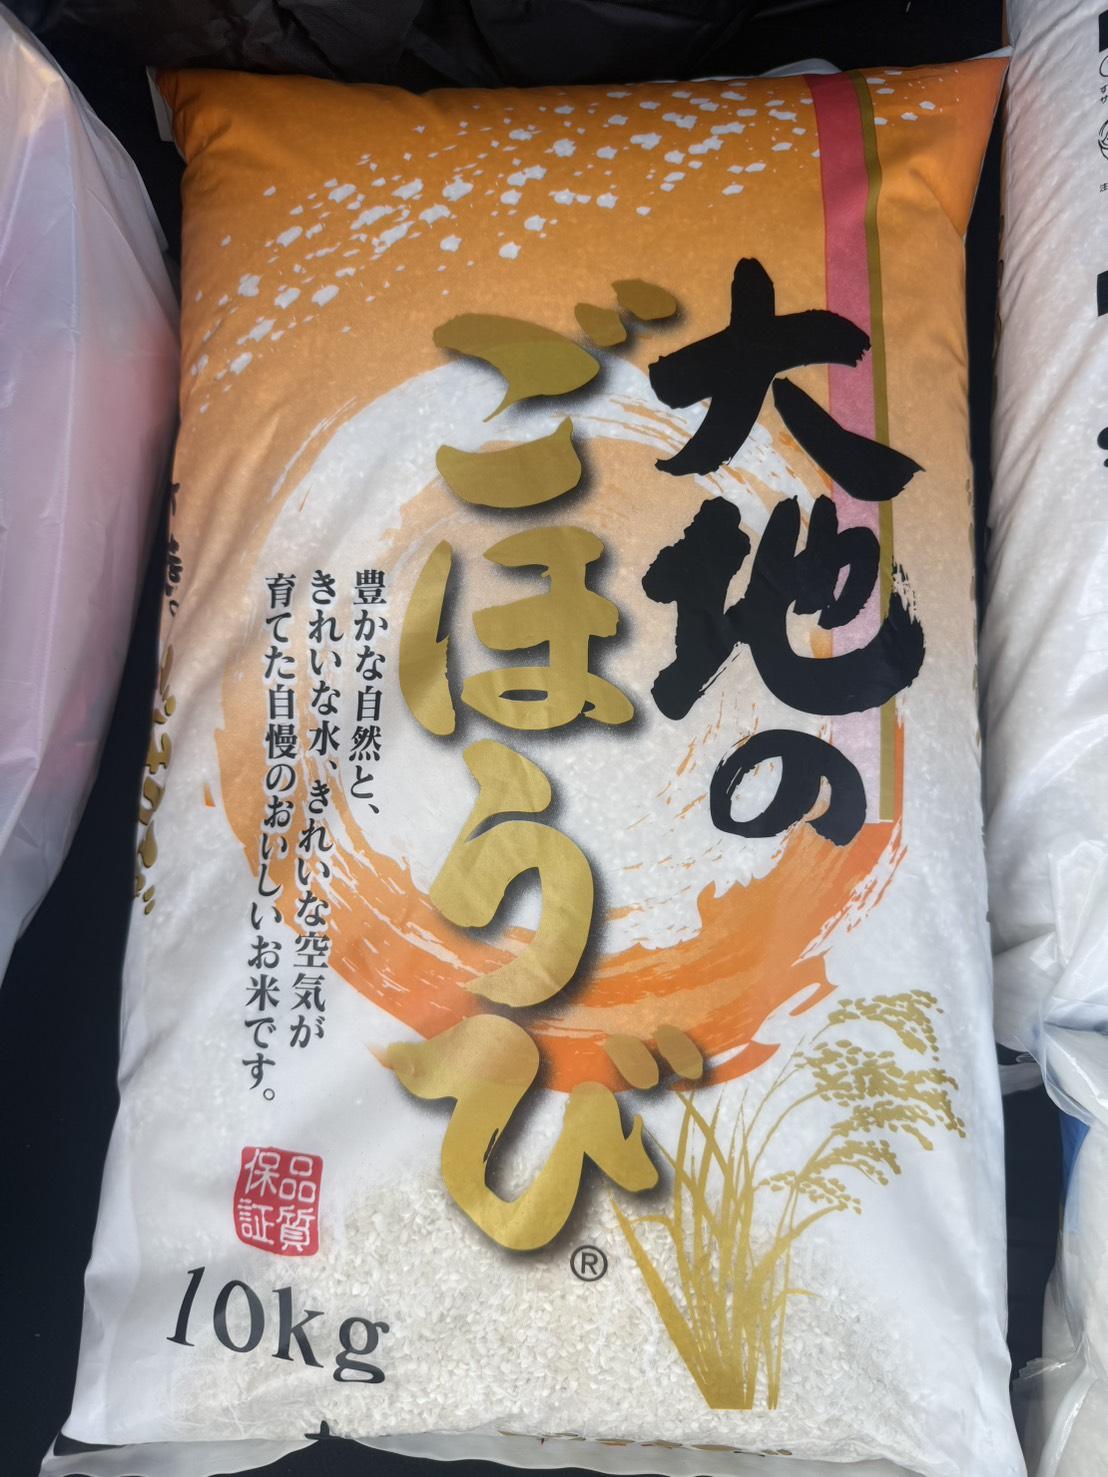 大地の
ごほうび
®
豊かな自然と、
きれいな水、きれいな空気が
育てた自慢のおいしいお米です。
品質
保証
10kg